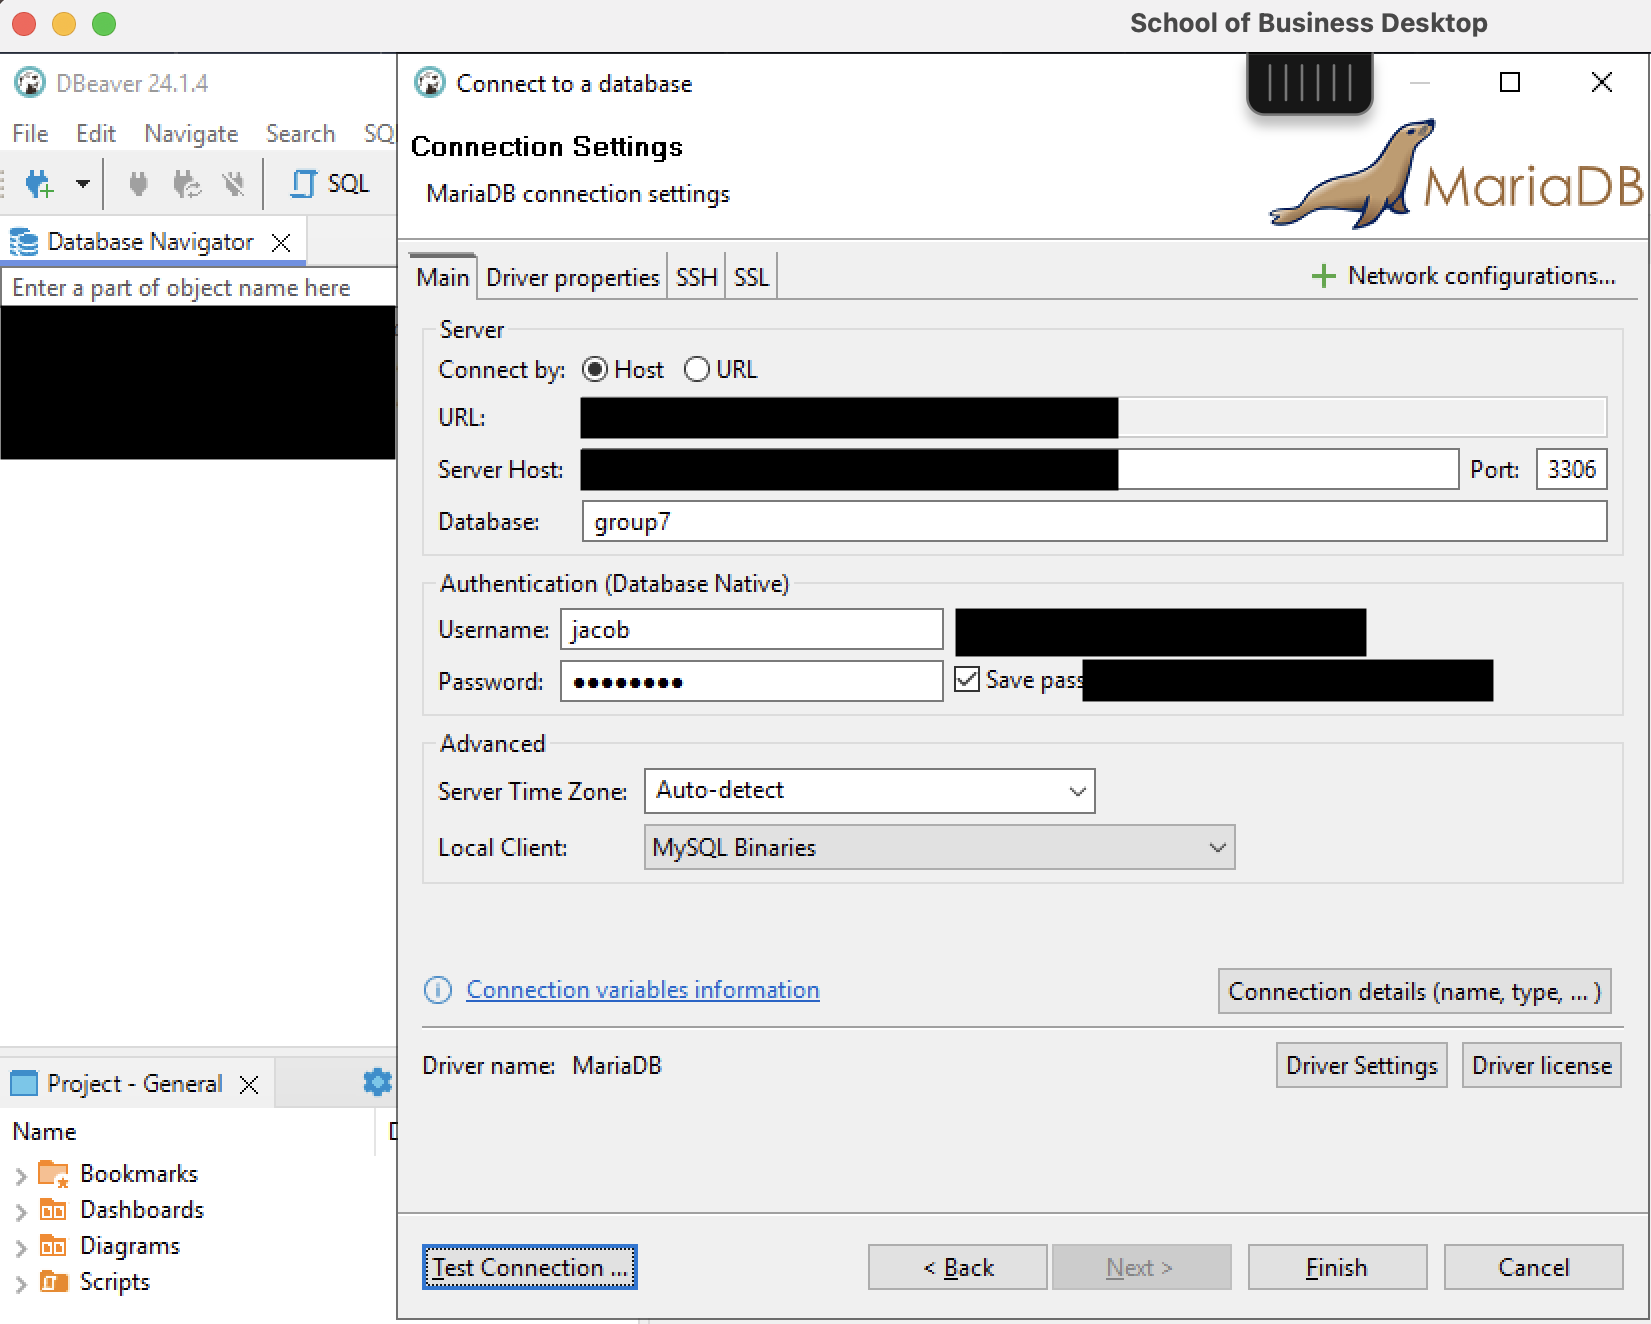 School of Business Desktop
DBeaver 24.1.4
File Edit Navigate Search SQ
SQL
Database Navigator
Enter a part of object name here
Connect to a database
Connection Settings
MariaDB connection settings
MariaDB
Main Driver properties SSH SSL
Network configurations...
Server
Connect by: Host URL
URL:
Server Host: Port: 3306
Database: group7
Authentication (Database Native)
Username: jacob
Password: •••••••• Save pass
Advanced
Server Time Zone: Auto-detect
Local Client: MySQL Binaries
Connection variables information
Connection details (name, type, ... )
Driver name: MariaDB
Driver Settings Driver license
Project - General
Name
Bookmarks
Dashboards
Diagrams
Scripts
Test Connection ... < Back Next > Finish Cancel